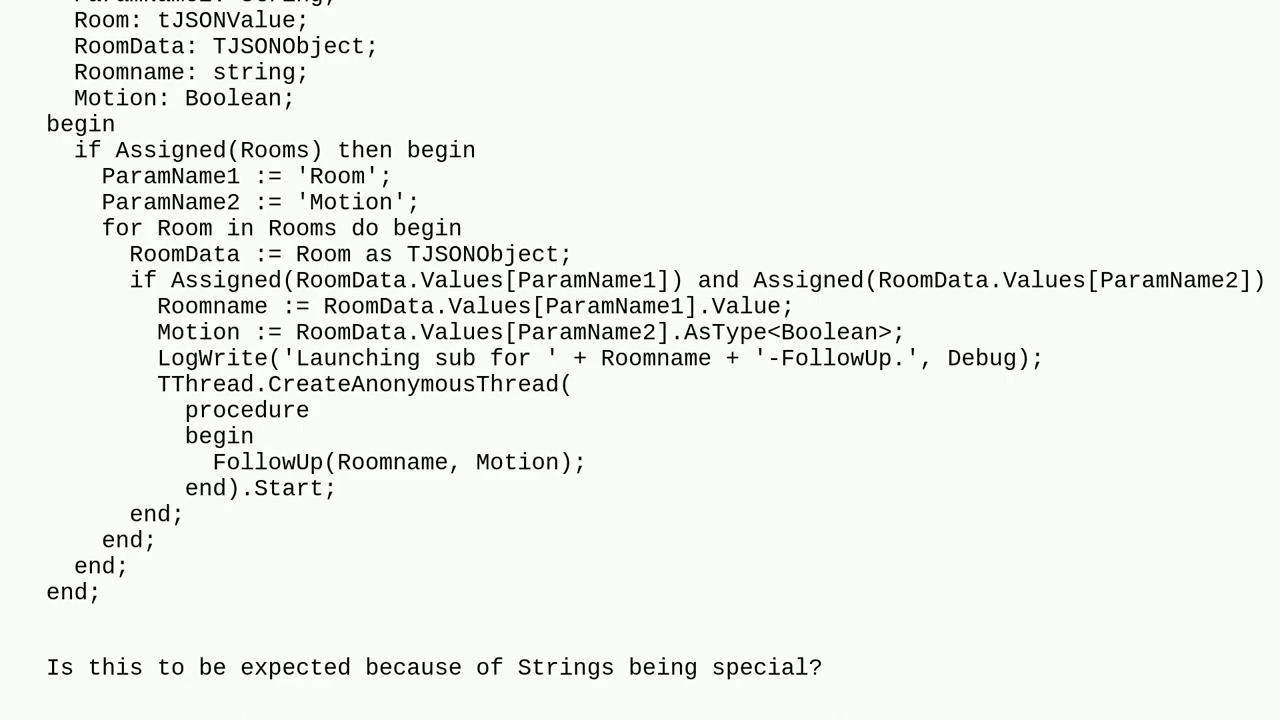 Room: tJSONValue;
RoomData: TJSONObject;
Roomname: string;
Motion: Boolean;
begin
if Assigned(Rooms) then begin
ParamName1 := 'Room';
ParamName2 := 'Motion';
for Room in Rooms do begin
RoomData := Room as TJSONObject;
if Assigned(RoomData.Values[ParamName1]) and Assigned(RoomData.Values[ParamName2])
Roomname := RoomData.Values[ParamName1].Value;
Motion := RoomData.Values[ParamName2].AsType<Boolean>;
LogWrite('Launching sub for ' + Roomname + '-FollowUp.', Debug);
TThread.CreateAnonymousThread(
procedure
begin
FollowUp(Roomname, Motion);
end).Start;
end;
end;
end;
end;
Is this to be expected because of Strings being special?